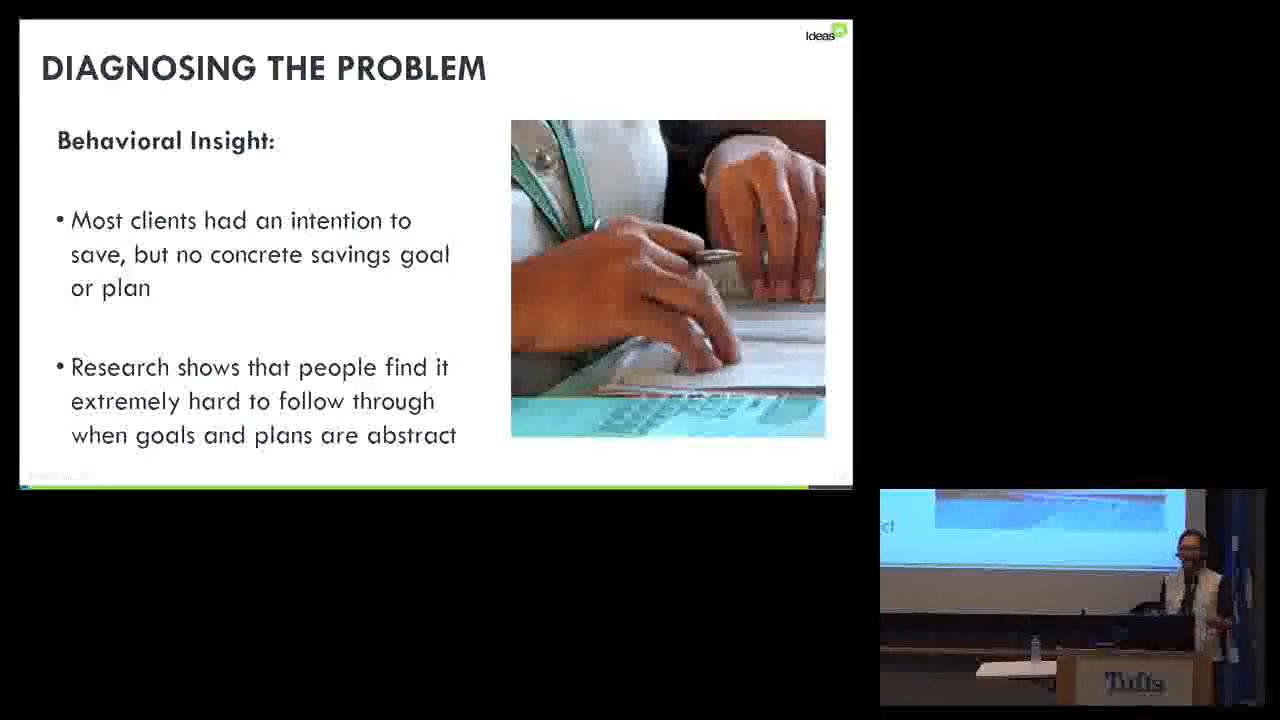 ideas
DIAGNOSING THE PROBLEM
Behavioral Insight:
• Most clients had an intention to
save, but no concrete savings goal
or plan
• Research shows that people find it
extremely hard to follow through
when goals and plans are abstract
Tufts